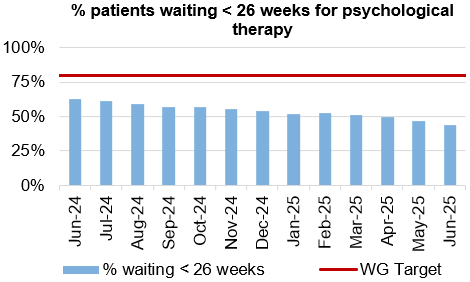 % patients waiting < 26 weeks for psychological
therapy
100%
75%
50%
25%
0%
Jun-24
Jul-24
Aug-24
Sep-24
Oct-24
Nov-24
Dec-24
Jan-25
Feb-25
Mar-25
Apr-25
May-25
Jun-25
% waiting < 26 weeks
WG Target